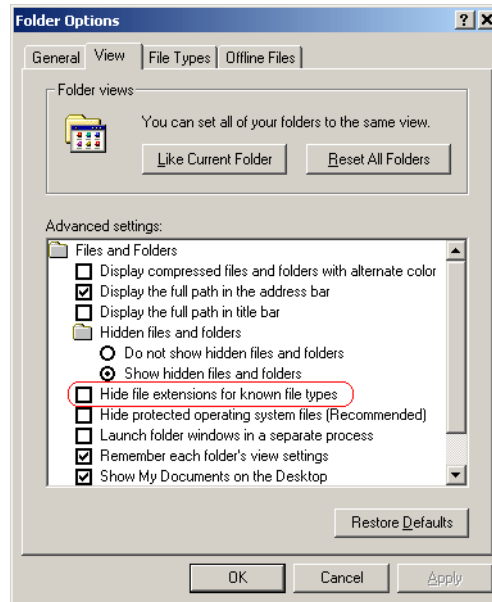 Folder Options
General View File Types Offline Files
Folder views
You can set all of your folders to the same view.
Like Current Folder Reset All Folders
Advanced settings:
Files and Folders
Display compressed files and folders with alternate color
Display the full path in the address bar
Display the full path in title bar
Hidden files and folders
Do not show hidden files and folders
Show hidden files and folders
Hide file extensions for known file types
Hide protected operating system files (Recommended)
Launch folder windows in a separate process
Remember each folder's view settings
Show My Documents on the Desktop
Restore Defaults
OK Cancel Apply